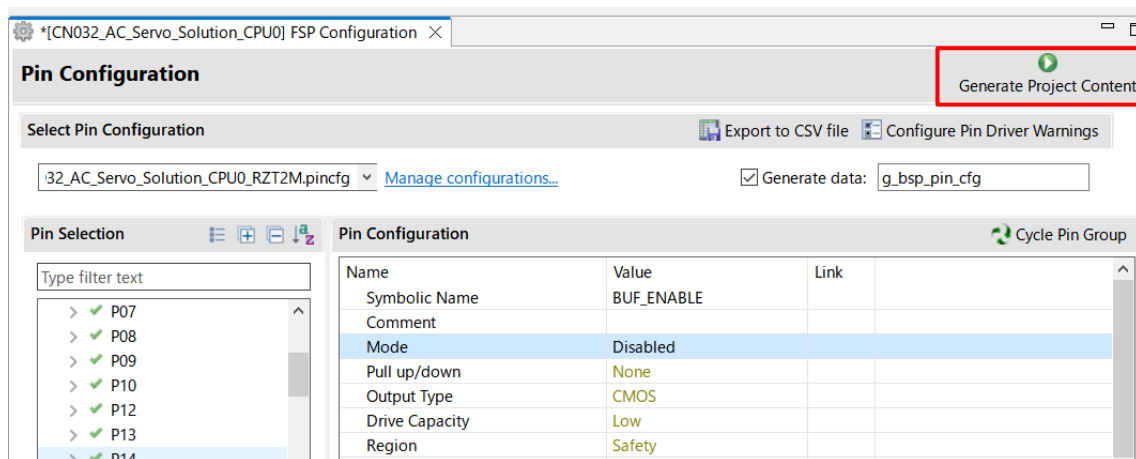 *[CN032_AC_Servo_Solution_CPU0] FSP Configuration
Pin Configuration
Generate Project Content
Select Pin Configuration
Export to CSV file
Configure Pin Driver Warnings
32_AC_Servo_Solution_CPU0_RZT2M.pincfg
Manage configurations...
Generate data:
g_bsp_pin_cfg
Pin Selection
Type filter text
P07
P08
P09
P10
P12
P13
P14
Pin Configuration
Cycle Pin Group
Name Value Link
Symbolic Name BUF_ENABLE
Comment
Mode Disabled
Pull up/down None
Output Type CMOS
Drive Capacity Low
Region Safety